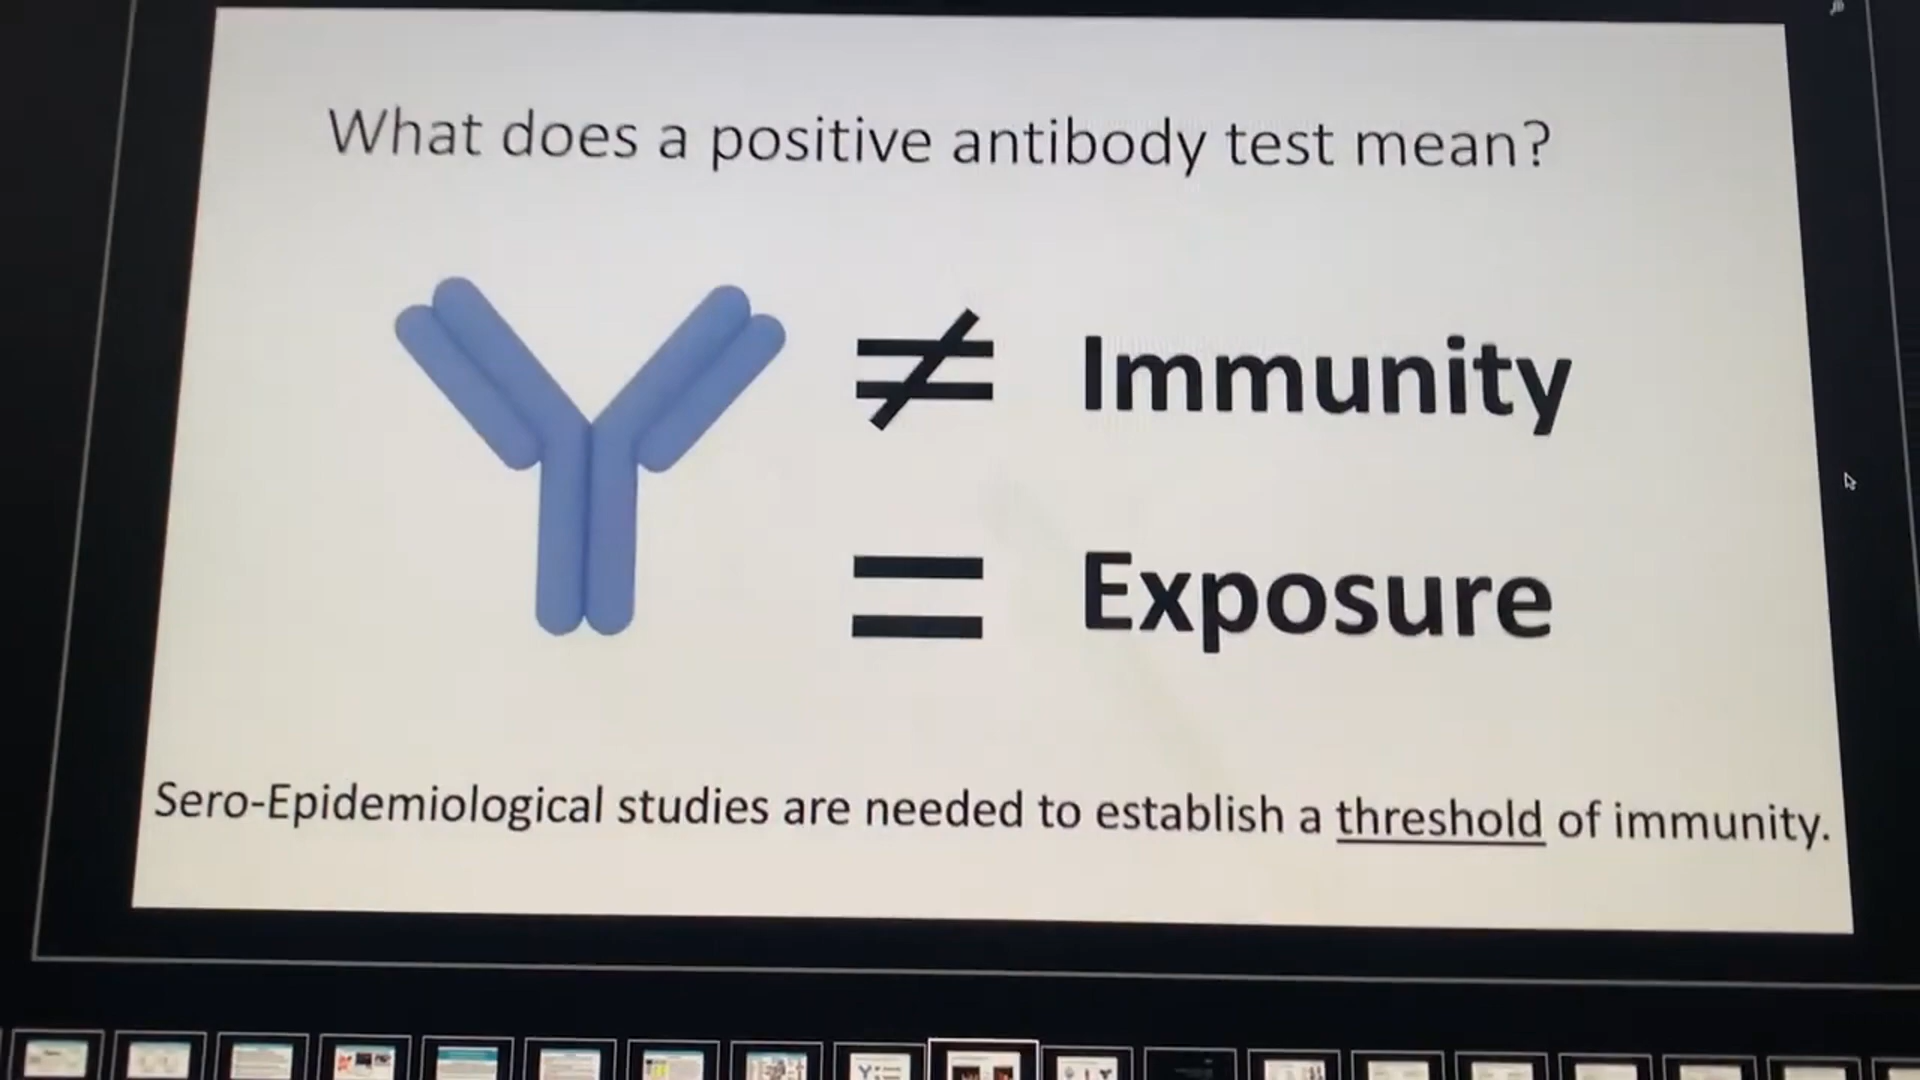 What does a positive antibody test mean?
≠ Immunity
= Exposure
Sero-Epidemiological studies are needed to establish a threshold of immunity.